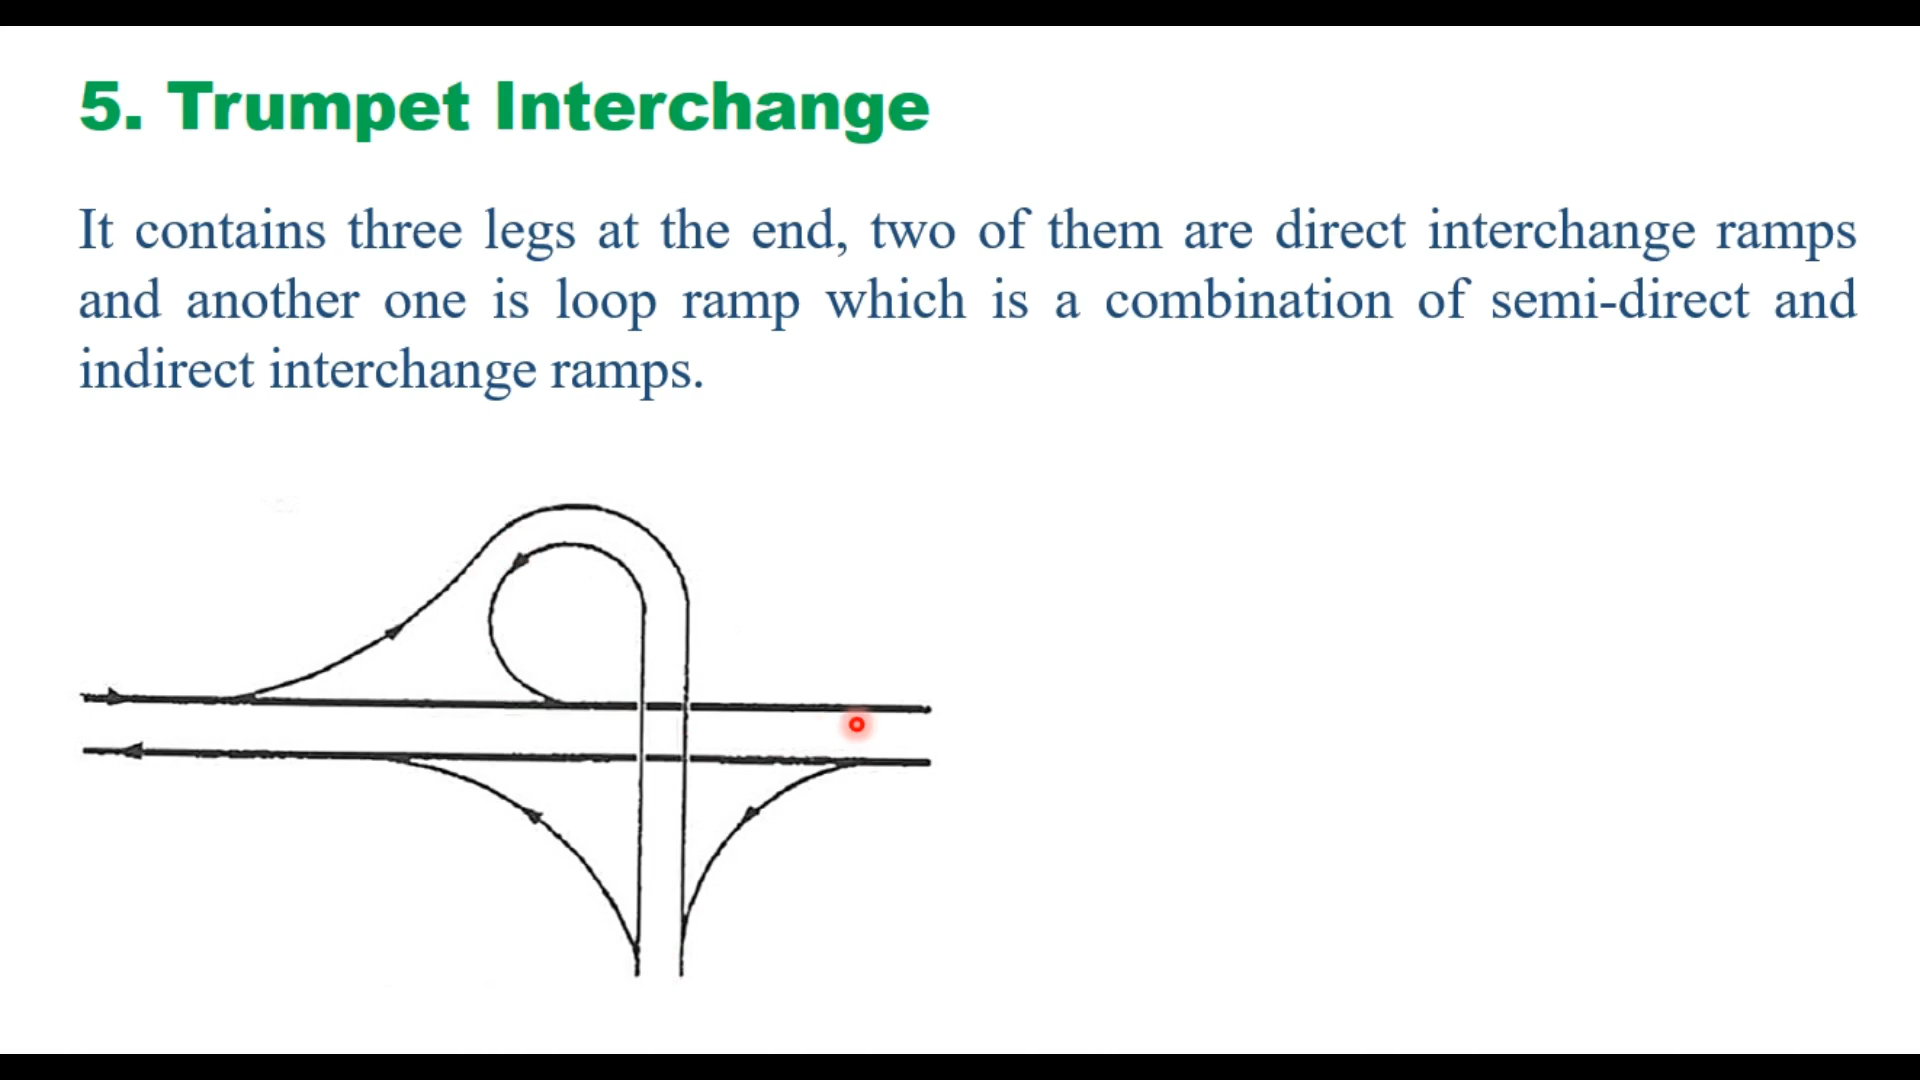 5. Trumpet Interchange
It contains three legs at the end, two of them are direct interchange ramps
and another one is loop ramp which is a combination of semi-direct and
indirect interchange ramps.